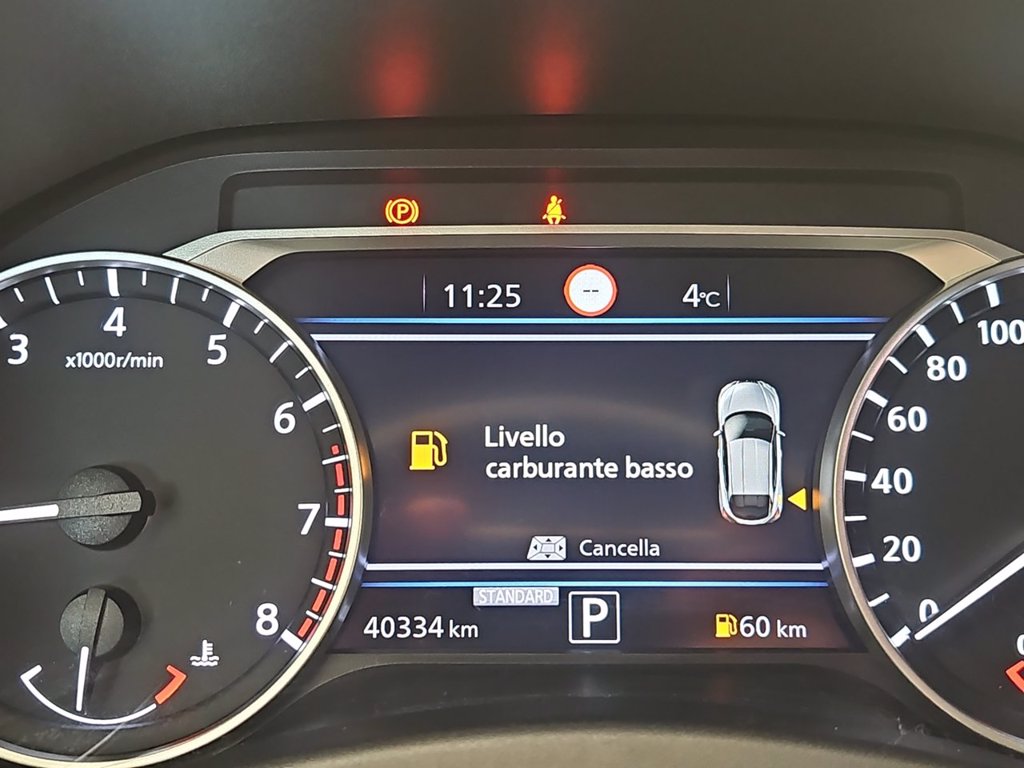 P
11:25
--
4°C
3
4
5
6
7
8
x1000r/min
Livello
carburante basso
Cancella
STANDARD
40334 km
P
60 km
100
80
60
40
20
0